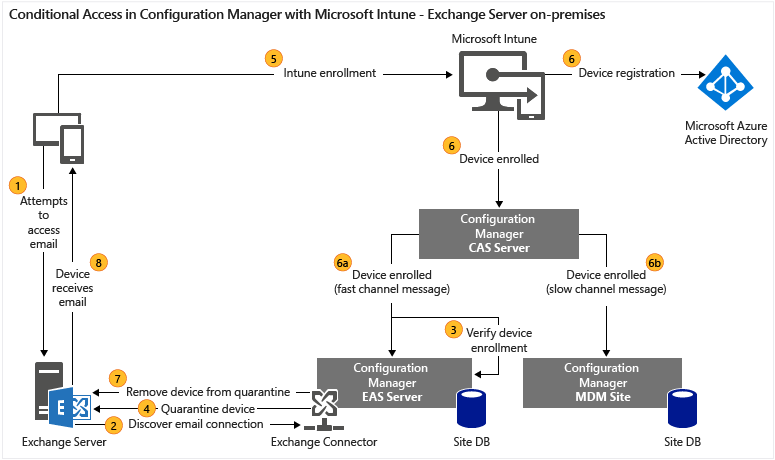 Conditional Access in Configuration Manager with Microsoft Intune - Exchange Server on-premises
Microsoft Intune
5
Intune enrollment
6
Device registration
Microsoft Azure
Active Directory
6
Device enrolled
1
Attempts
to
access
email
8
Device
receives
email
Configuration
Manager
CAS Server
6a
Device enrolled
(fast channel message)
6b
Device enrolled
(slow channel message)
3
Verify device
enrollment
Configuration
Manager
EAS Server
Configuration
Manager
MDM Site
7
Remove device from quarantine
4
Quarantine device
2
Discover email connection
E
Exchange Server
Exchange Connector
Site DB
Site DB